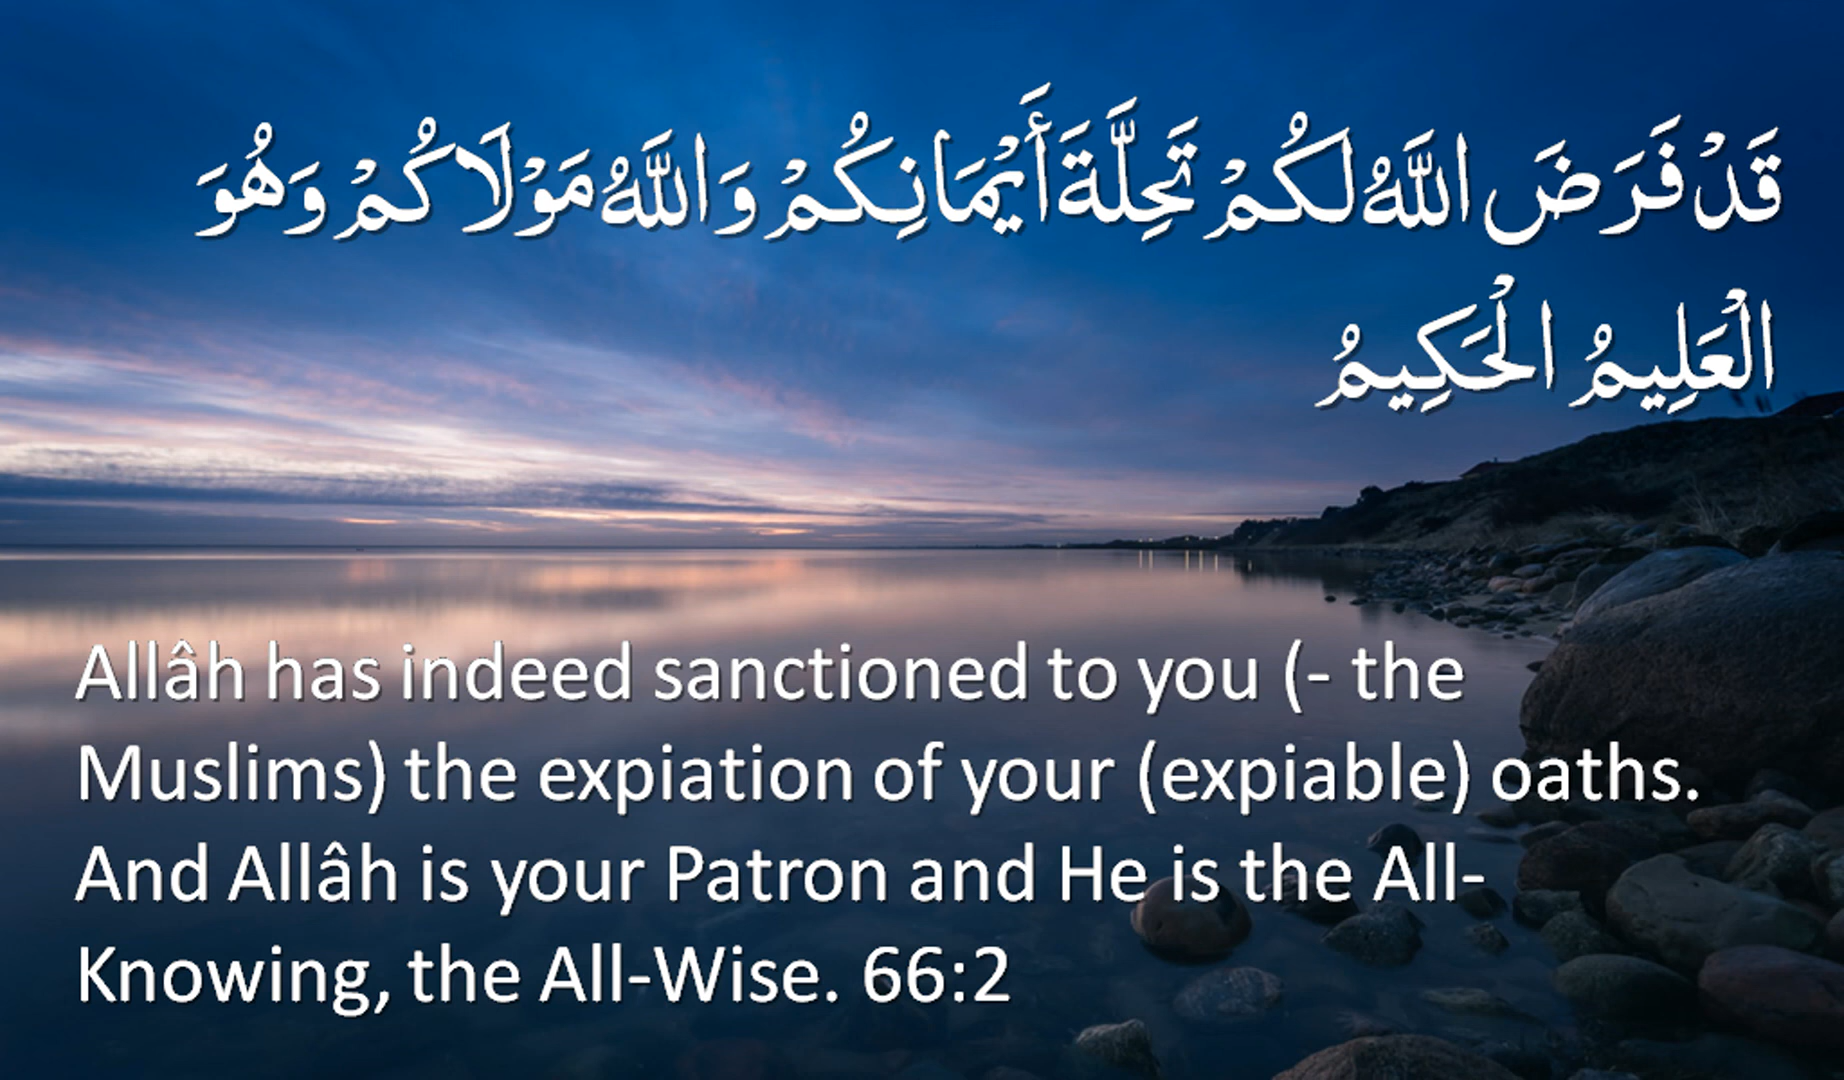 قَدْ فَرَضَ اللَّهُ لَكُمْ تَحِلَّةَ أَيْمَانِكُمْ وَاللَّهُ مَوْلَاكُمْ وَهُوَ
الْعَلِيمُ الْحَكِيمُ
Allâh has indeed sanctioned to you (- the
Muslims) the expiation of your (expiable) oaths.
And Allâh is your Patron and He is the All-
Knowing, the All-Wise. 66:2